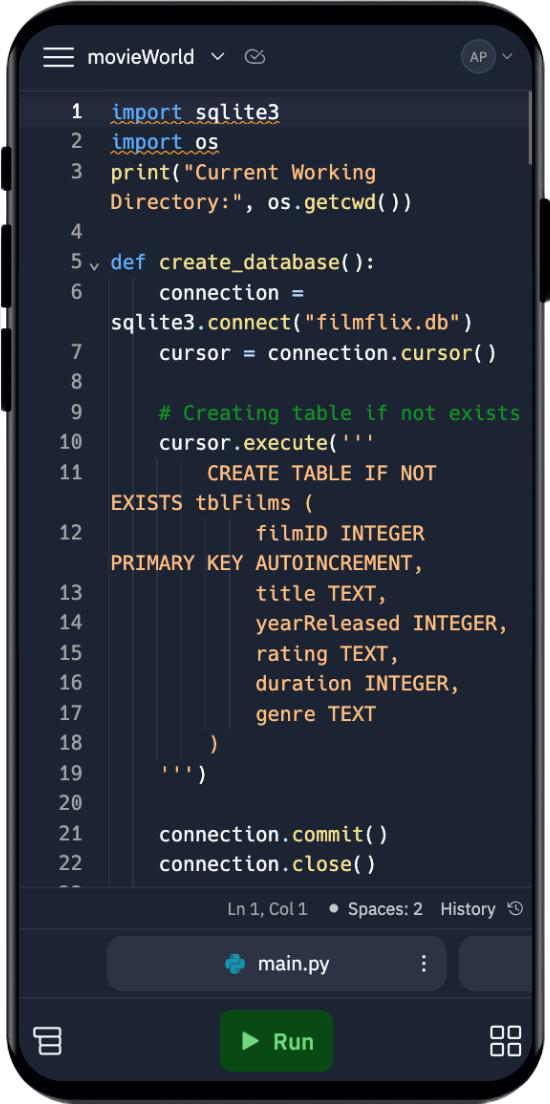 movieWorld AP
1 import sqlite3
2 import os
3 print("Current Working
Directory:", os.getcwd())
4
5 def create_database():
6 connection =
sqlite3.connect("filmflix.db")
7 cursor = connection.cursor()
8
9 # Creating table if not exists
10 cursor.execute('''
11 CREATE TABLE IF NOT
EXISTS tblFilms (
12 filmID INTEGER
PRIMARY KEY AUTOINCREMENT,
13 title TEXT,
14 yearReleased INTEGER,
15 rating TEXT,
16 duration INTEGER,
17 genre TEXT
18 )
19 ''')
20
21 connection.commit()
22 connection.close()
Ln 1, Col 1 • Spaces: 2 History
main.py
Run